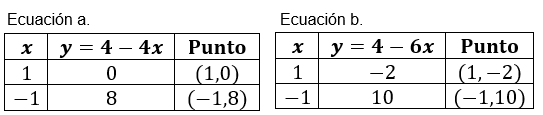 Ecuación a. Ecuación b.
x y = 4 − 4x Punto
1 0 (1,0)
−1 8 (−1,8)
x y = 4 − 6x Punto
1 −2 (1, −2)
−1 10 (−1,10)